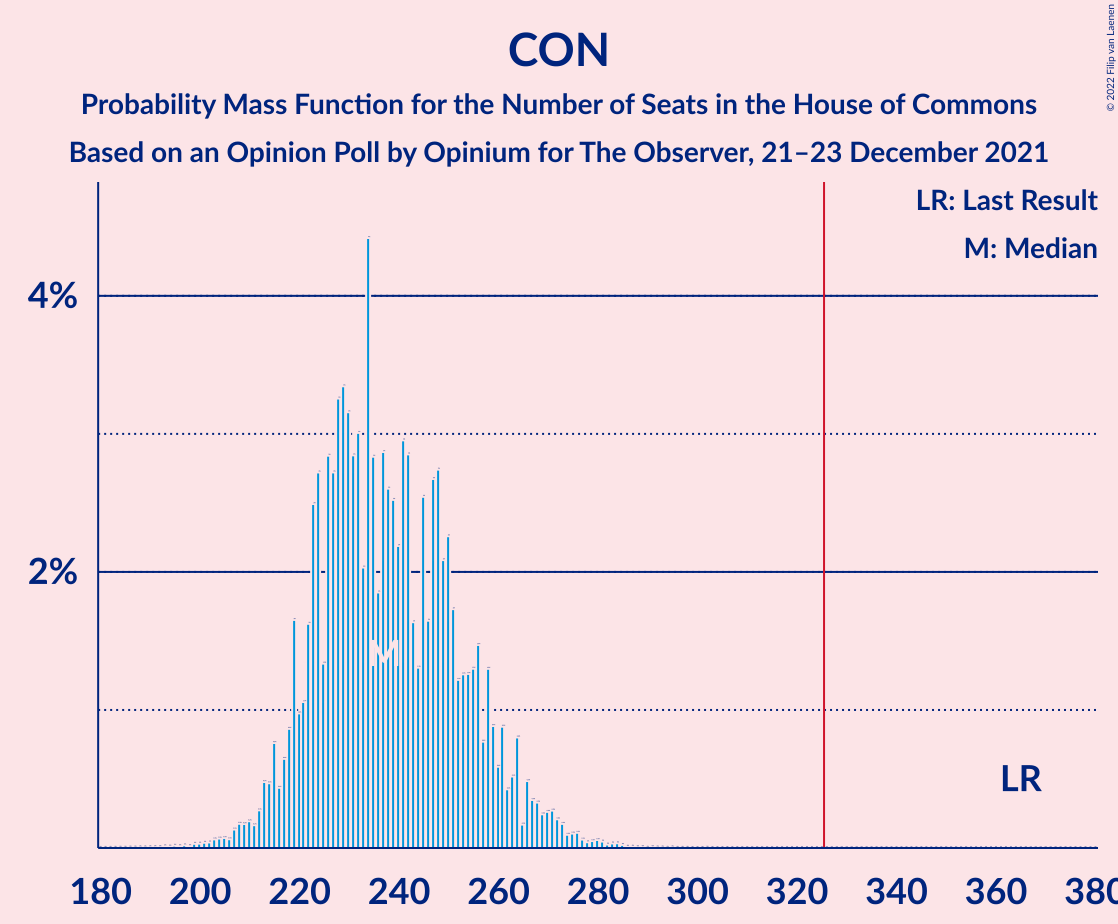 CON
Probability Mass Function for the Number of Seats in the House of Commons
Based on an Opinion Poll by Opinium for The Observer, 21–23 December 2021
© 2022 Filip van Laenen
LR: Last Result
M: Median
4%
2%
M
LR
180 200 220 240 260 280 300 320 340 360 380